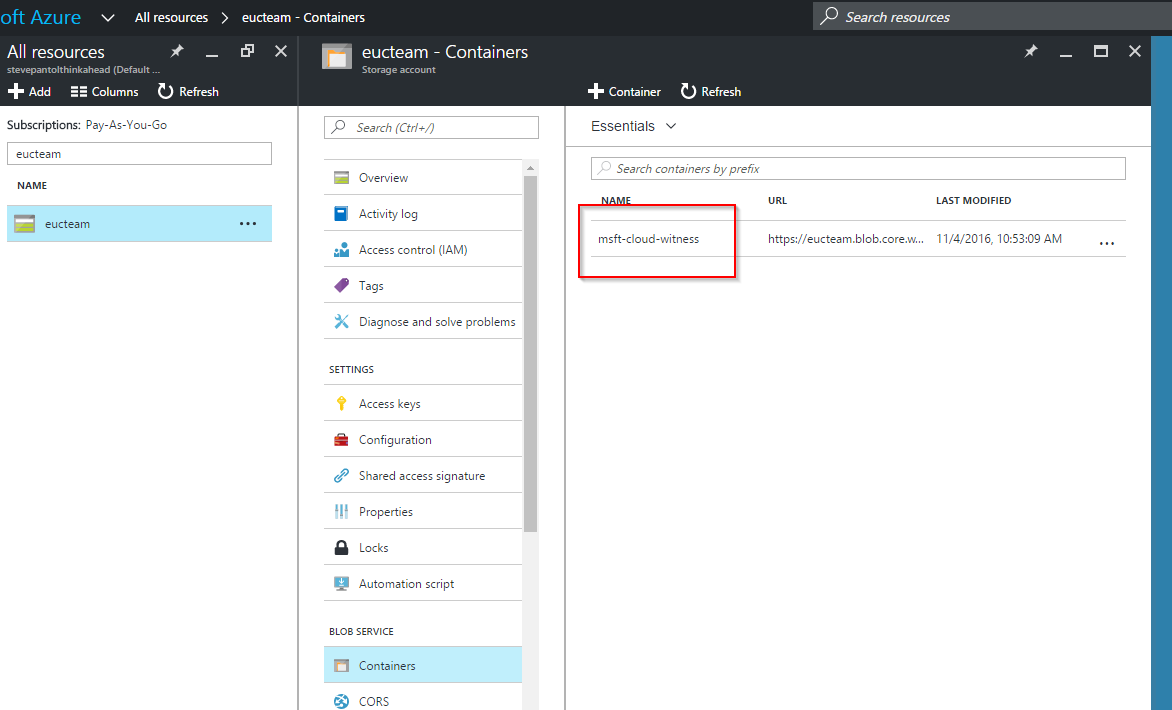 oft Azure
All resources > eucteam - Containers
Search resources
All resources
stevepantolthinkahead (Default ...
Add Columns Refresh
Subscriptions: Pay-As-You-Go
eucteam
NAME
eucteam
eucteam - Containers
Storage account
Search (Ctrl+/)
Overview
Activity log
Access control (IAM)
Tags
Diagnose and solve problems
SETTINGS
Access keys
Configuration
Shared access signature
Properties
Locks
Automation script
BLOB SERVICE
Containers
CORS
Container Refresh
Essentials
Search containers by prefix
NAME URL LAST MODIFIED
msft-cloud-witness https://eucteam.blob.core.w... 11/4/2016, 10:53:09 AM